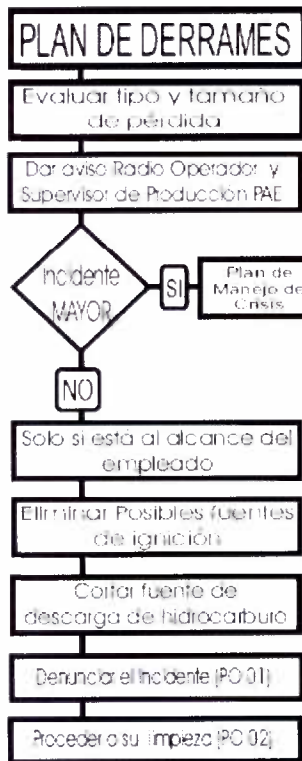 PLAN DE DERRAMES
Evaluar tipo y tamaño
de pérdida
Dar aviso Radio Operador y
Supervisor de Producción PAE
Incidente
MAYOR
SI
Plan de
Manejo de
Crisis
NO
Solo si está al alcance del
empleado
Eliminar Posibles fuentes
de ignición
Cortar fuente de
descarga de hidrocarburo
Denunciar el Incidente (PO 01)
Proceder a su limpieza (PO 02)